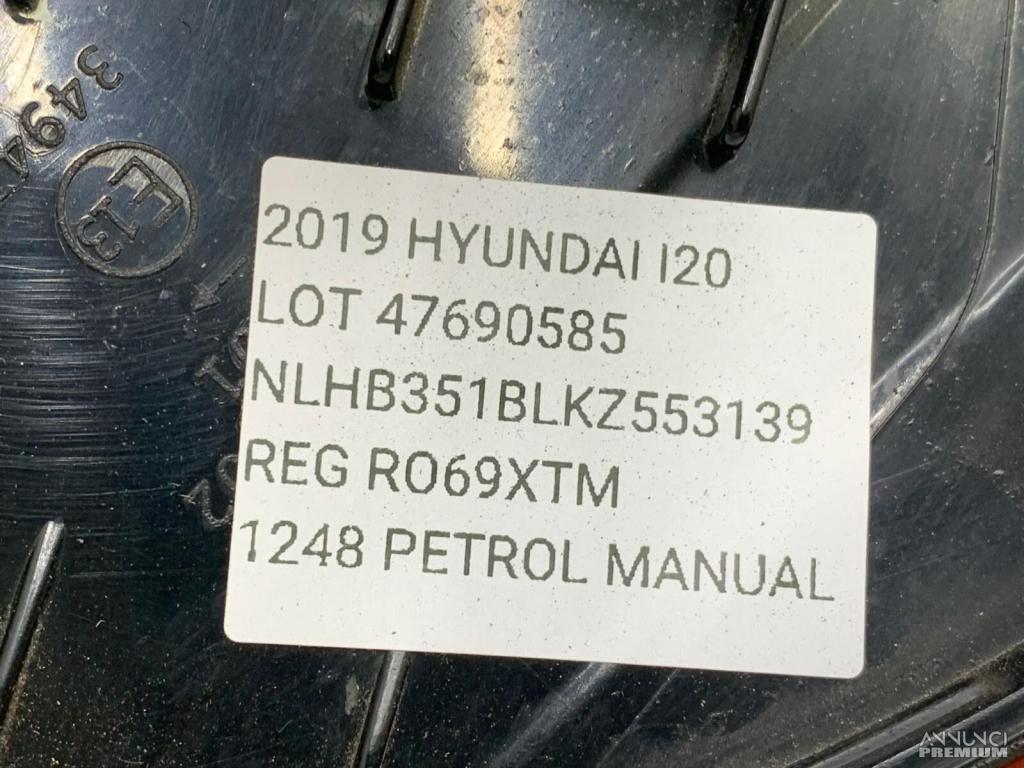 2019 HYUNDAI I20
LOT 47690585
NLHB351BLKZ553139
REG RO69XTM
1248 PETROL MANUAL
E13
ANNUNCI
PREMIUM